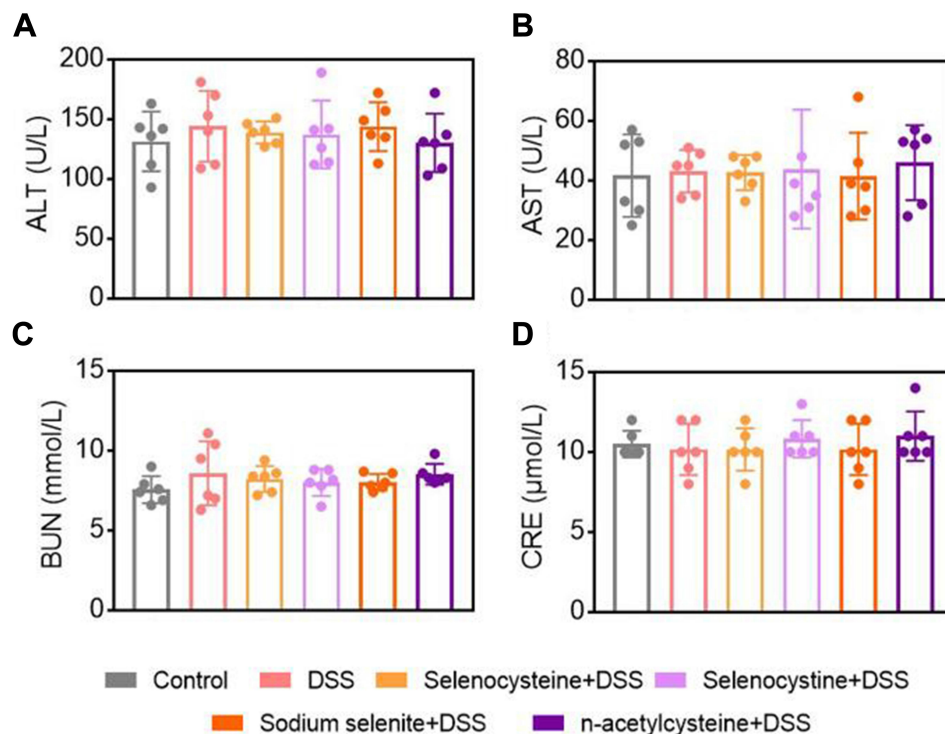 A
ALT (U/L)
200
150
100
50
0
B
AST (U/L)
80
60
40
20
0
C
BUN (mmol/L)
15
10
5
0
D
CRE (µmol/L)
15
10
5
0
Control DSS Selenocysteine+DSS Selenocystine+DSS
Sodium selenite+DSS n-acetylcysteine+DSS